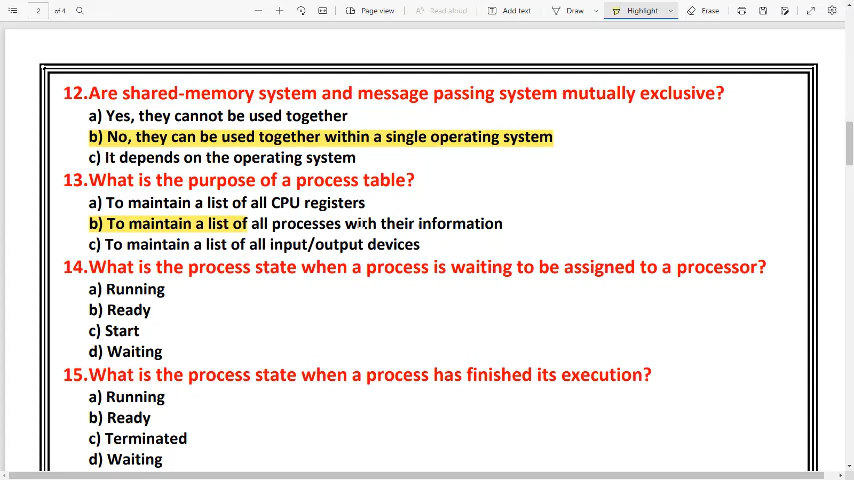 2 of 4 Page view Read aloud Add text Draw Highlight Erase
12.Are shared-memory system and message passing system mutually exclusive?
a) Yes, they cannot be used together
b) No, they can be used together within a single operating system
c) It depends on the operating system
13.What is the purpose of a process table?
a) To maintain a list of all CPU registers
b) To maintain a list of all processes with their information
c) To maintain a list of all input/output devices
14.What is the process state when a process is waiting to be assigned to a processor?
a) Running
b) Ready
c) Start
d) Waiting
15.What is the process state when a process has finished its execution?
a) Running
b) Ready
c) Terminated
d) Waiting